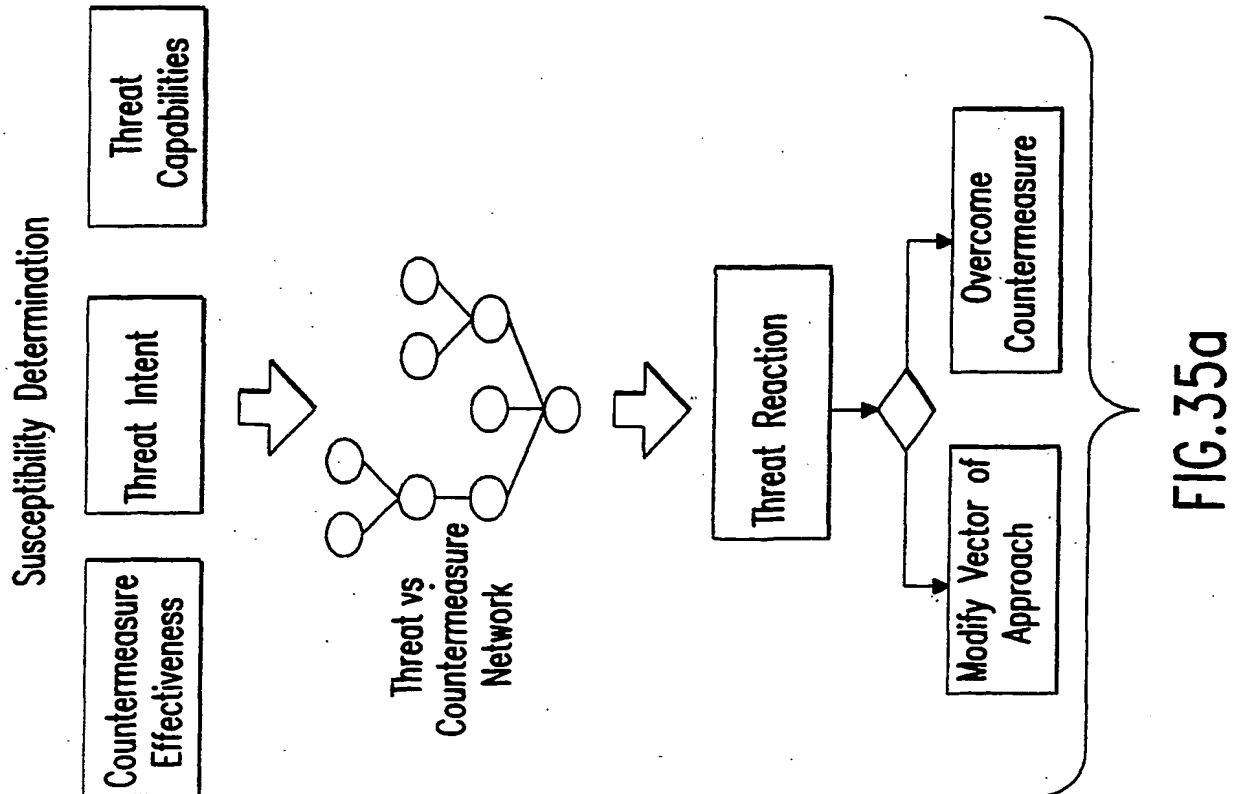 Susceptibility Determination
Countermeasure
Effectiveness
Threat Intent
Threat
Capabilities
Threat vs
Countermeasure
Network
Threat Reaction
Modify Vector of
Approach
Overcome
Countermeasure
FIG.35a